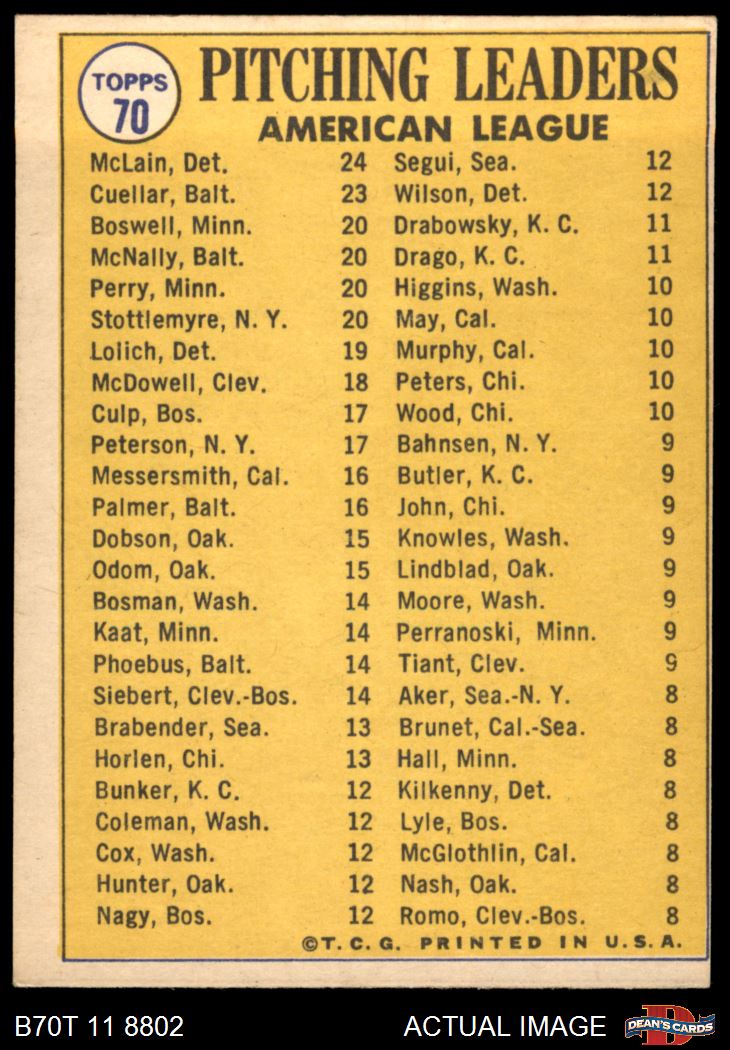 TOPPS
70
PITCHING LEADERS
AMERICAN LEAGUE
McLain, Det. 24 Segui, Sea. 12
Cuellar, Balt. 23 Wilson, Det. 12
Boswell, Minn. 20 Drabowsky, K. C. 11
McNally, Balt. 20 Drago, K. C. 11
Perry, Minn. 20 Higgins, Wash. 10
Stottlemyre, N. Y. 20 May, Cal. 10
Lolich, Det. 19 Murphy, Cal. 10
McDowell, Clev. 18 Peters, Chi. 10
Culp, Bos. 17 Wood, Chi. 10
Peterson, N. Y. 17 Bahnsen, N. Y. 9
Messersmith, Cal. 16 Butler, K. C. 9
Palmer, Balt. 16 John, Chi. 9
Dobson, Oak. 15 Knowles, Wash. 9
Odom, Oak. 15 Lindblad, Oak. 9
Bosman, Wash. 14 Moore, Wash. 9
Kaat, Minn. 14 Perranoski, Minn. 9
Phoebus, Balt. 14 Tiant, Clev. 9
Siebert, Clev.-Bos. 14 Aker, Sea.-N. Y. 8
Brabender, Sea. 13 Brunet, Cal.-Sea. 8
Horlen, Chi. 13 Hall, Minn. 8
Bunker, K. C. 12 Kilkenny, Det. 8
Coleman, Wash. 12 Lyle, Bos. 8
Cox, Wash. 12 McGlothlin, Cal. 8
Hunter, Oak. 12 Nash, Oak. 8
Nagy, Bos. 12 Romo, Clev.-Bos. 8
©T. C. G. PRINTED IN U. S. A.
B70T 11 8802 ACTUAL IMAGE D DEAN'S CARDS